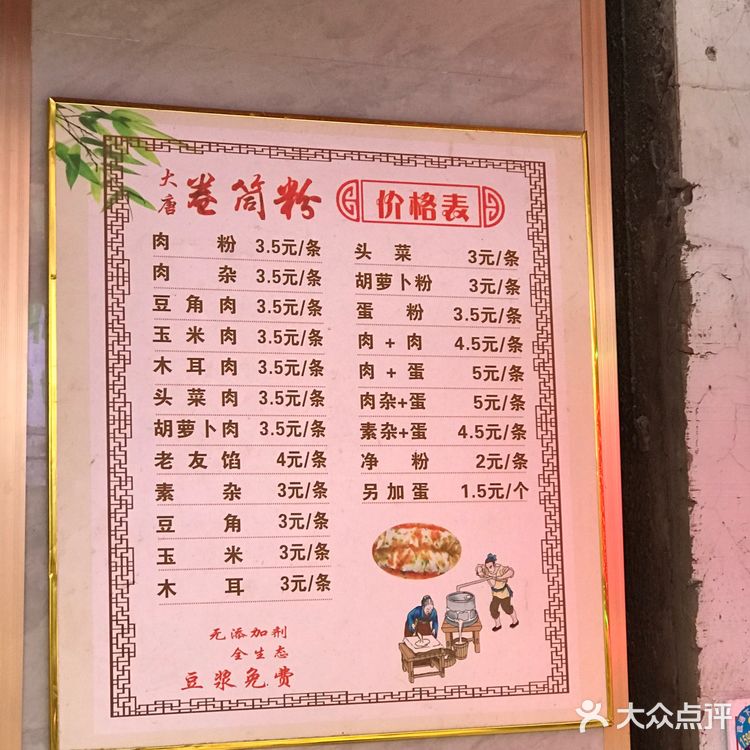 大唐 卷筒粉 价格表
肉粉 3.5元/条
肉杂 3.5元/条
豆角肉 3.5元/条
玉米肉 3.5元/条
木耳肉 3.5元/条
头菜肉 3.5元/条
胡萝卜肉 3.5元/条
老友馅 4元/条
素杂 3元/条
豆角 3元/条
玉米 3元/条
木耳 3元/条
头菜 3元/条
胡萝卜粉 3元/条
蛋粉 3.5元/条
肉+肉 4.5元/条
肉+蛋 5元/条
肉杂+蛋 5元/条
素杂+蛋 4.5元/条
净粉 2元/条
另加蛋 1.5元/个
无添加剂
全生态
豆浆免费
大众点评